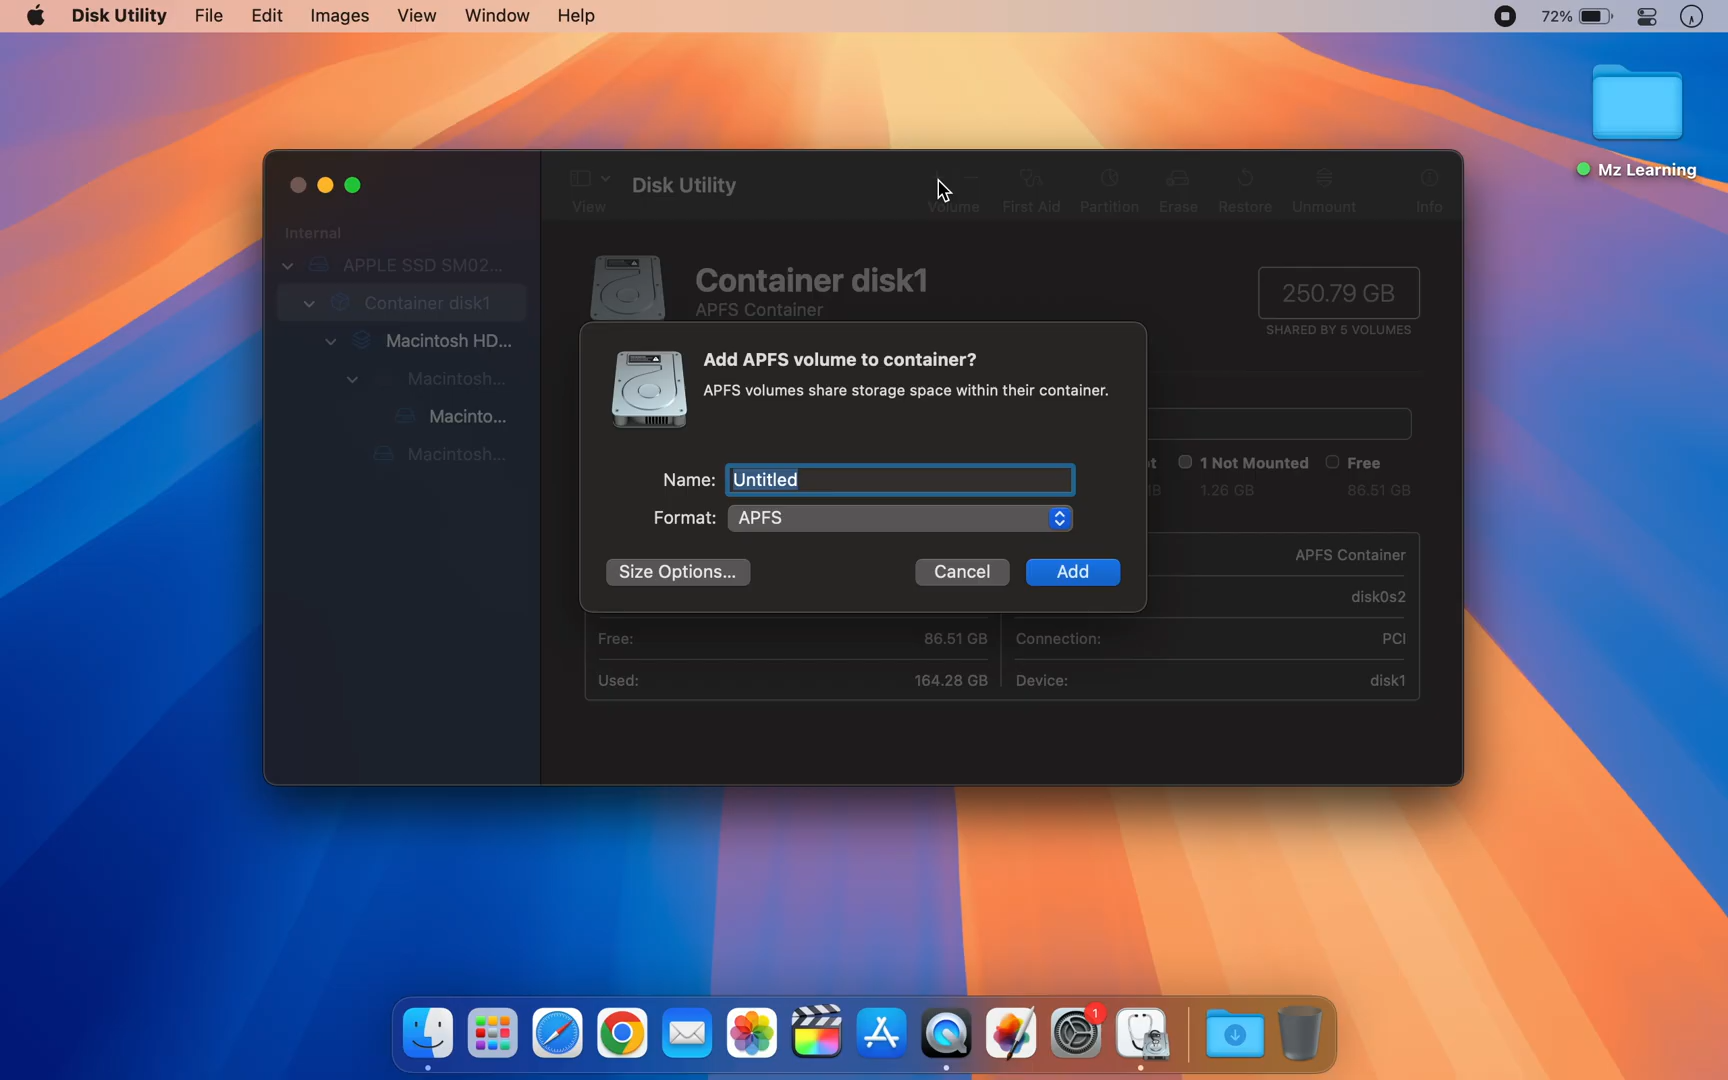 Disk Utility File Edit Images View Window Help 72%
Mz Learning
Disk Utility
View Volume First Aid Partition Erase Restore Unmount Info
Internal
APPLE SSD SM02...
Container disk1
Macintosh HD...
Macintosh...
Macinto...
Macintosh...
Container disk1
APFS Container
250.79 GB
SHARED BY 5 VOLUMES
Add APFS volume to container?
APFS volumes share storage space within their container.
Name: Untitled
Format: APFS
Size Options... Cancel Add
1 Not Mounted Free
1.26 GB 86.51 GB
APFS Container
disk0s2
Free: 86.51 GB Connection: PCI
Used: 164.28 GB Device: disk1
1